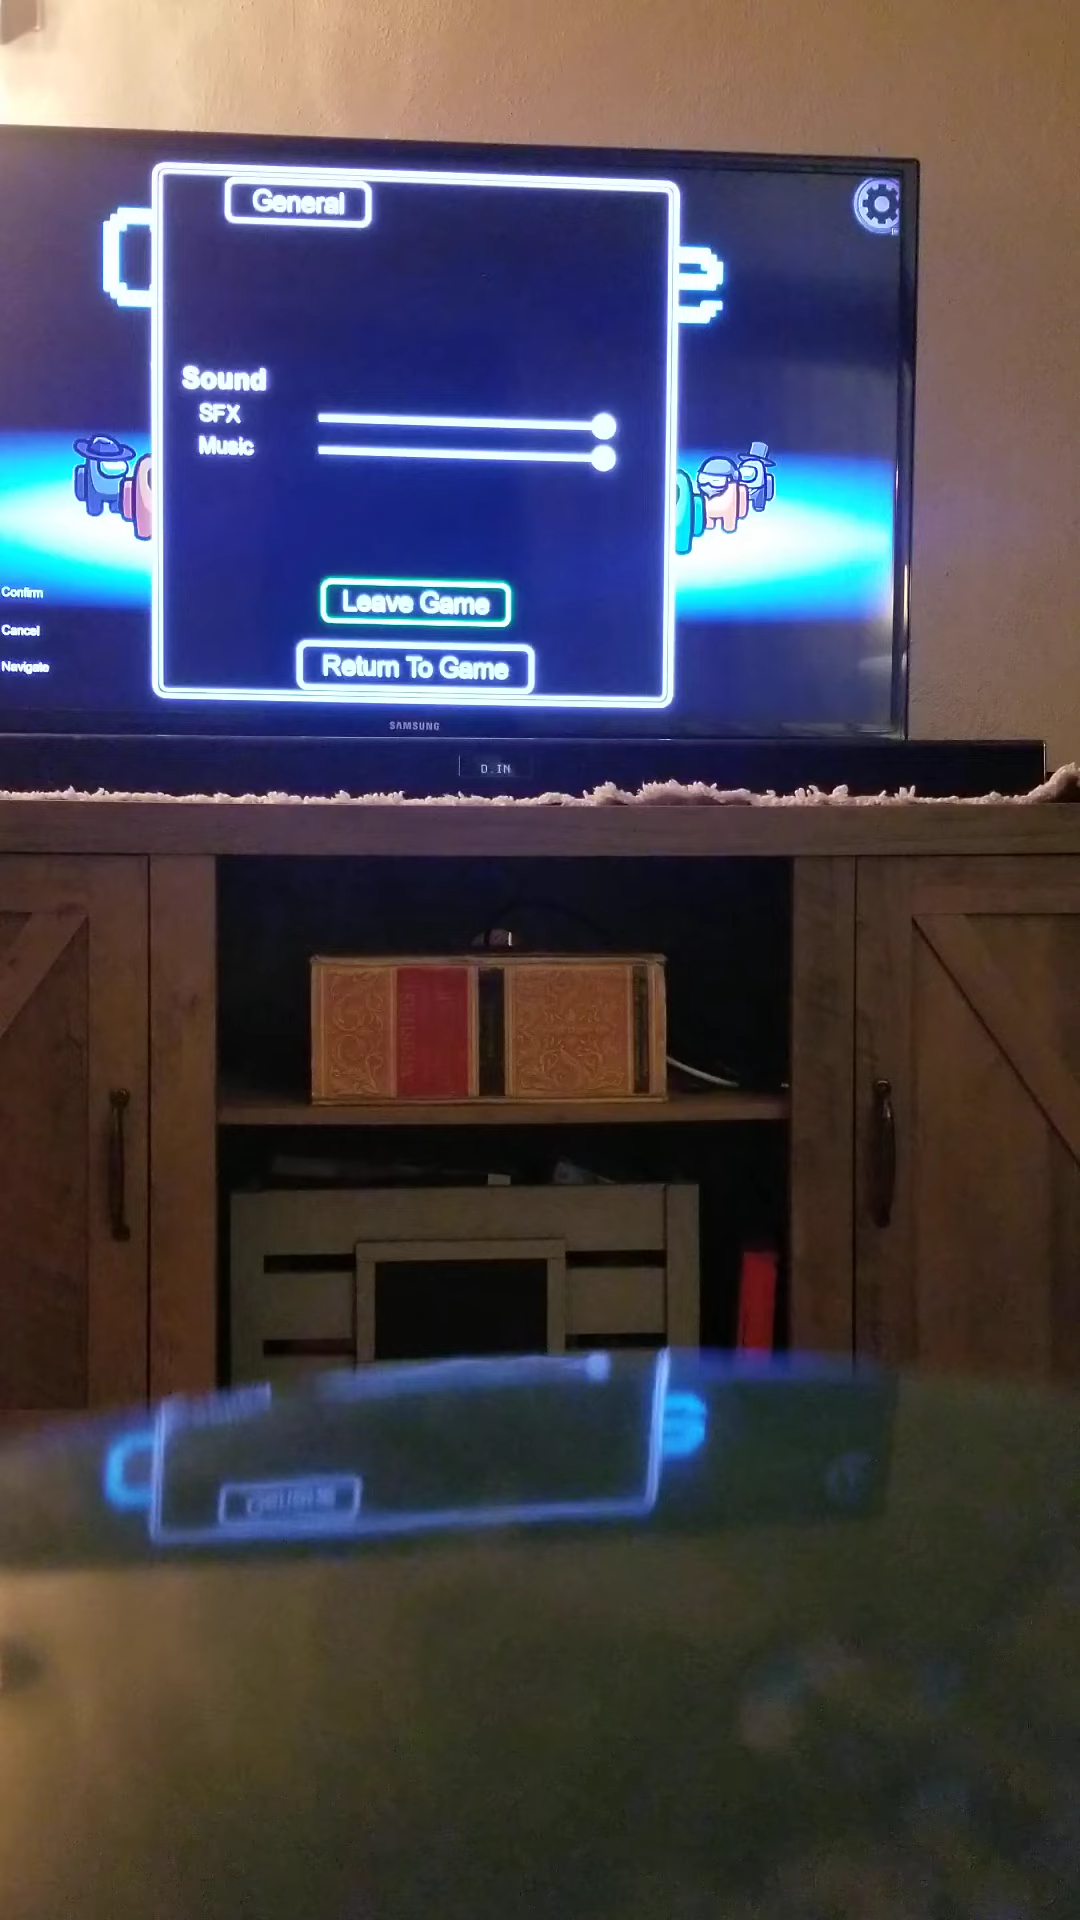 General
Sound
SFX
Music
Leave Game
Return To Game
Confirm
Cancel
Navigate
SAMSUNG
D.IN